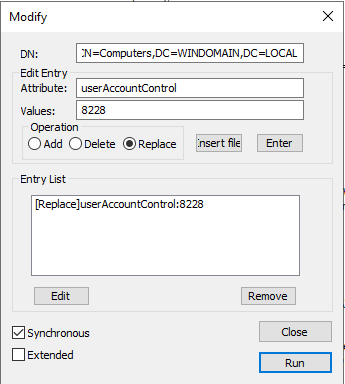 Modify
DN: CN=Computers,DC=WINDOMAIN,DC=LOCAL
Edit Entry
Attribute: userAccountControl
Values: 8228
Operation
Add Delete Replace Insert file Enter
Entry List
[Replace]userAccountControl:8228
Edit Remove
Synchronous Close
Extended Run